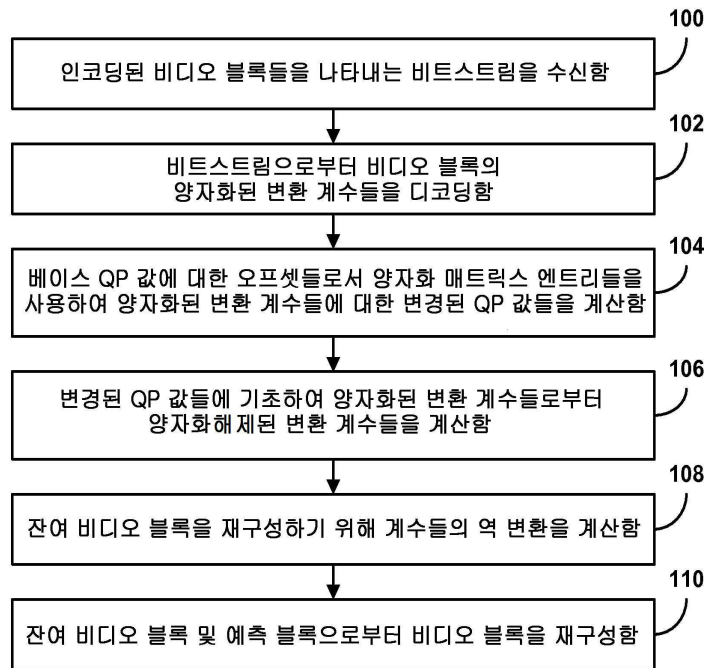 100
인코딩된 비디오 블록들을 나타내는 비트스트림을 수신함
102
비트스트림으로부터 비디오 블록의
양자화된 변환 계수들을 디코딩함
104
베이스 QP 값에 대한 오프셋들로서 양자화 매트릭스 엔트리들을
사용하여 양자화된 변환 계수들에 대한 변경된 QP 값들을 계산함
106
변경된 QP 값들에 기초하여 양자화된 변환 계수들로부터
양자화해제된 변환 계수들을 계산함
108
잔여 비디오 블록을 재구성하기 위해 계수들의 역 변환을 계산함
110
잔여 비디오 블록 및 예측 블록으로부터 비디오 블록을 재구성함